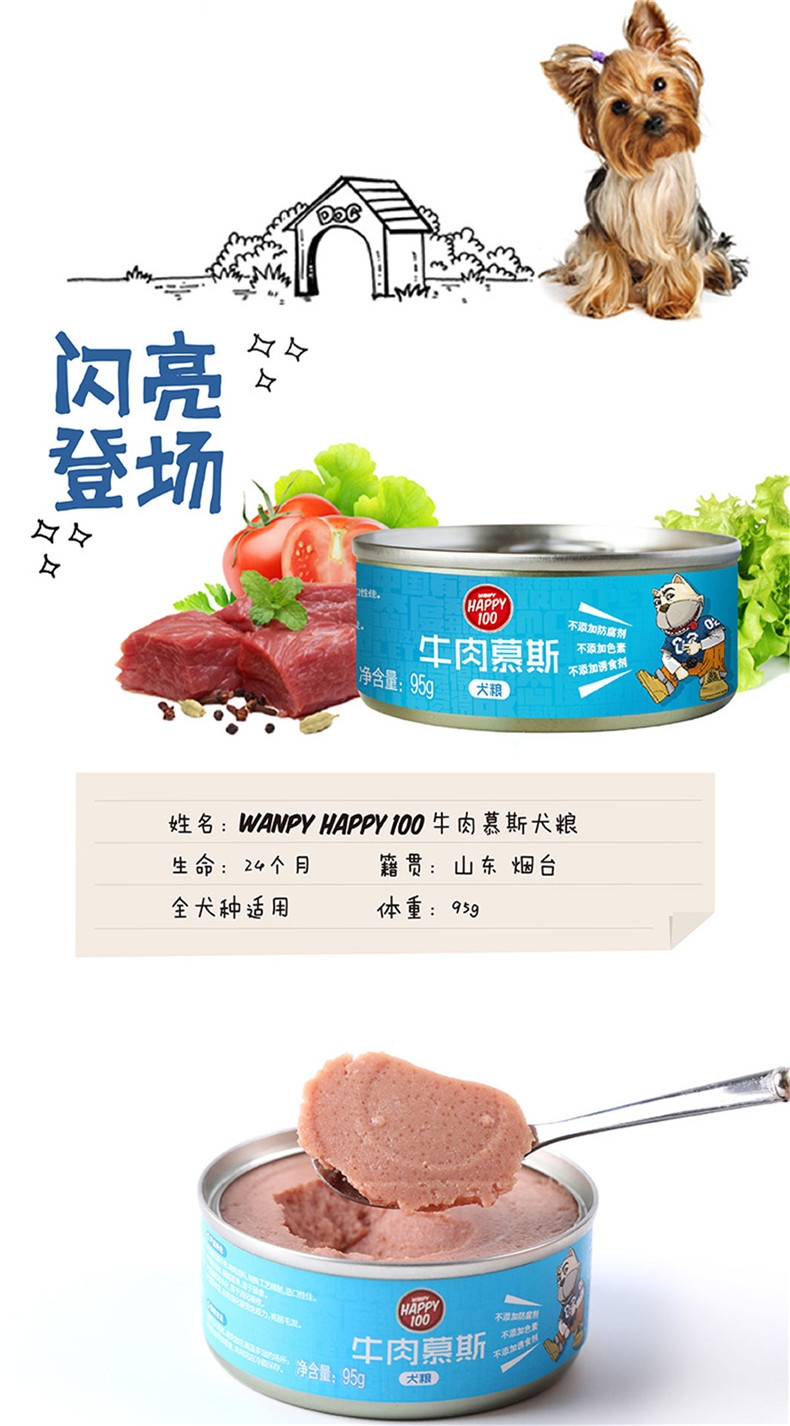 DOG
闪亮
登场
WANPY
HAPPY
100
牛肉慕斯
净含量：95g
犬粮
不添加防腐剂
不添加色素
不添加诱食剂
姓名：WANPY HAPPY 100 牛肉慕斯犬粮
生命：24个月 籍贯：山东 烟台
全犬种适用 体重：95g
WANPY
HAPPY
100
牛肉慕斯
净含量：95g
犬粮
不添加防腐剂
不添加色素
不添加诱食剂